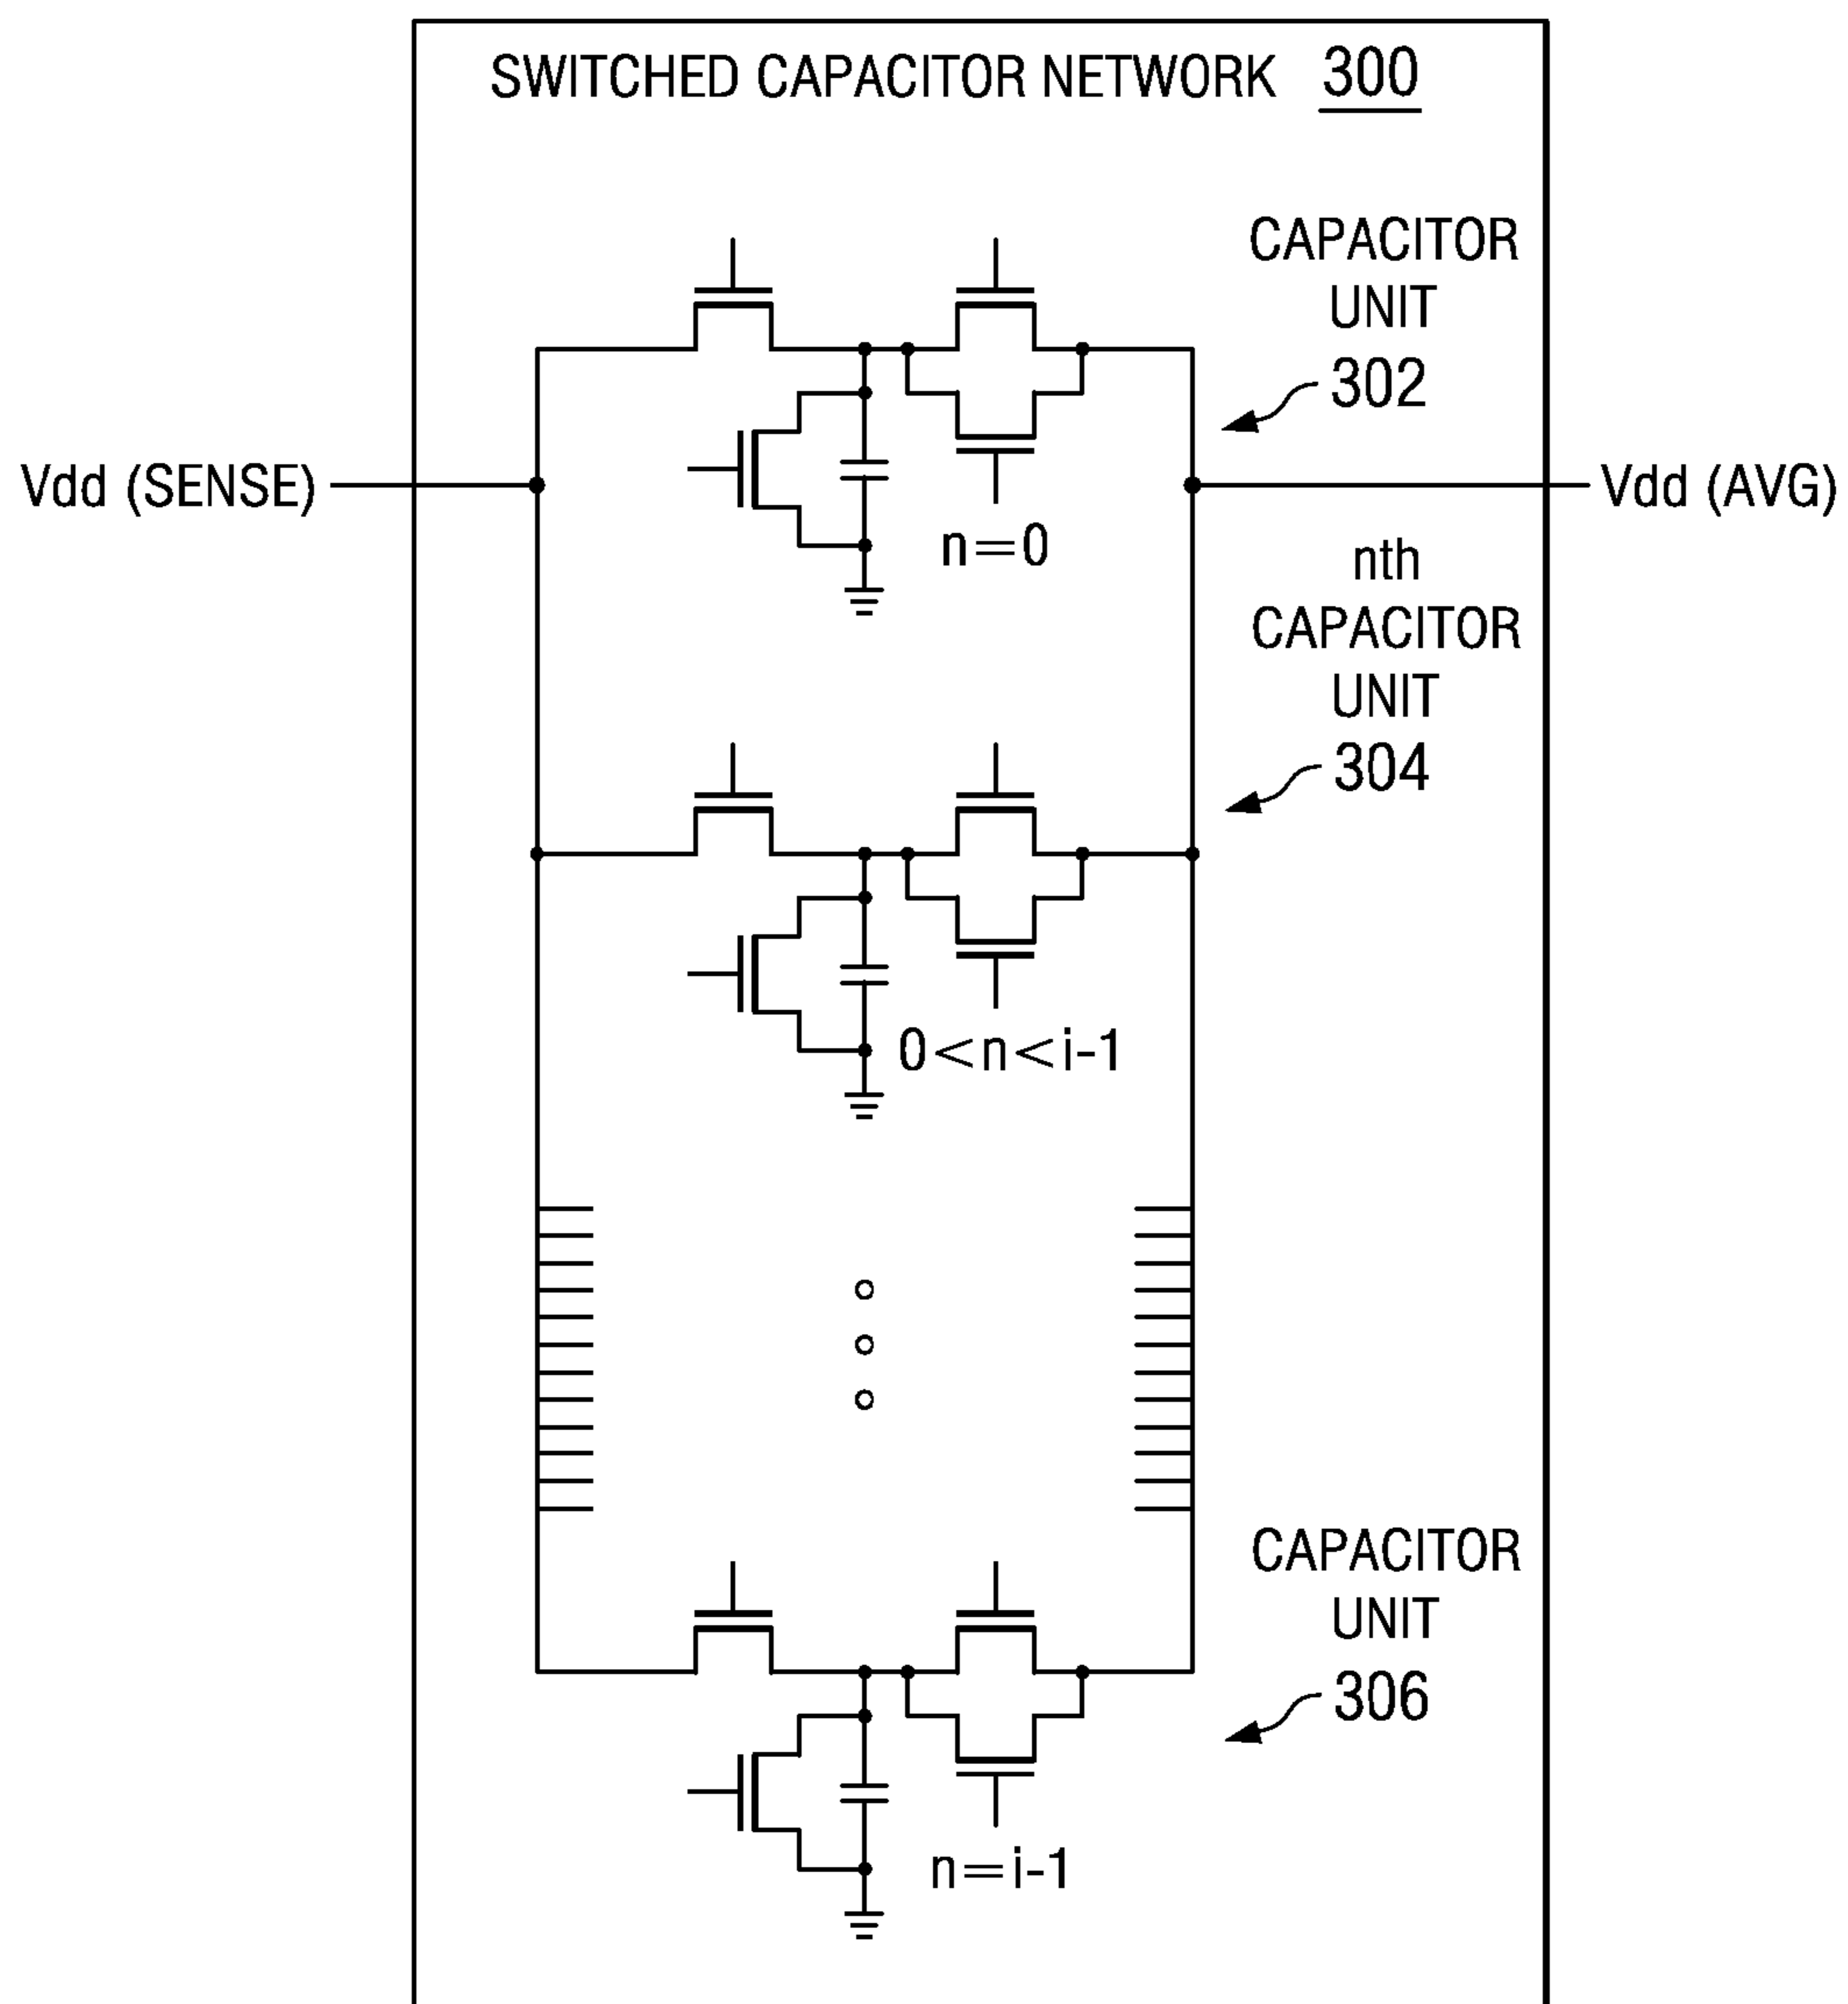 SWITCHED CAPACITOR NETWORK 300
CAPACITOR
UNIT
302
Vdd (SENSE)
Vdd (AVG)
n=0
nth
CAPACITOR
UNIT
304
0<n<i-1
CAPACITOR
UNIT
306
n=i-1